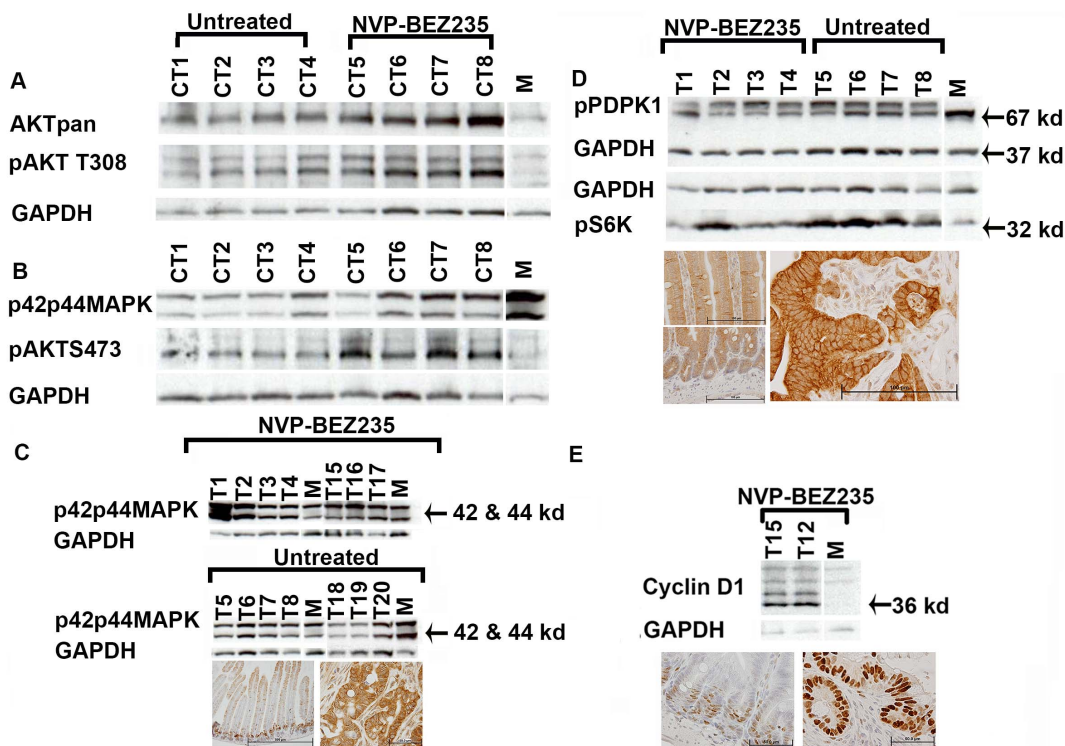 Untreated NVP-BEZ235
A CT1 CT2 CT3 CT4 CT5 CT6 CT7 CT8 M
AKTpan
pAKT T308
GAPDH
B CT1 CT2 CT3 CT4 CT5 CT6 CT7 CT8 M
p42p44MAPK
pAKTS473
GAPDH
C NVP-BEZ235
T1 T2 T3 T4 M T15 T16 T17 M
p42p44MAPK 42 & 44 kd
GAPDH
Untreated
T5 T6 T7 T8 M T18 T19 T20 M
p42p44MAPK 42 & 44 kd
GAPDH
NVP-BEZ235 Untreated
D T1 T2 T3 T4 T5 T6 T7 T8 M
pPDPK1 67 kd
GAPDH 37 kd
GAPDH
pS6K 32 kd
100 µm
E NVP-BEZ235
T15 T12 M
Cyclin D1 36 kd
GAPDH